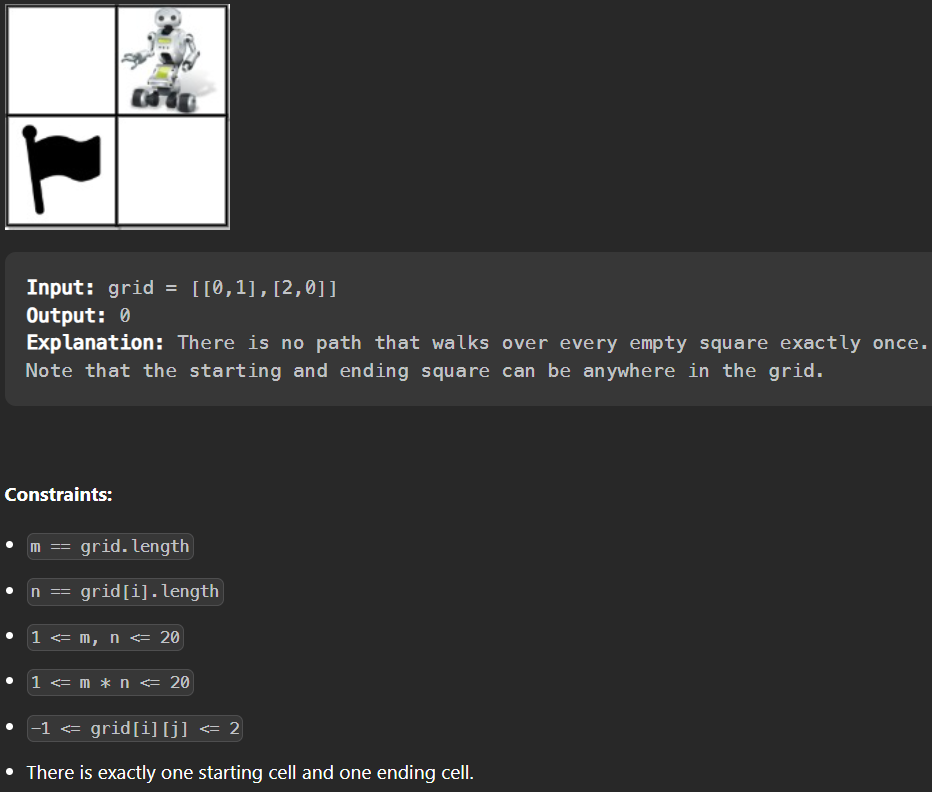 Input: grid = [[0,1],[2,0]]
Output: 0
Explanation: There is no path that walks over every empty square exactly once.
Note that the starting and ending square can be anywhere in the grid.
Constraints:
• m == grid.length
• n == grid[i].length
• 1 <= m, n <= 20
• 1 <= m * n <= 20
• -1 <= grid[i][j] <= 2
• There is exactly one starting cell and one ending cell.